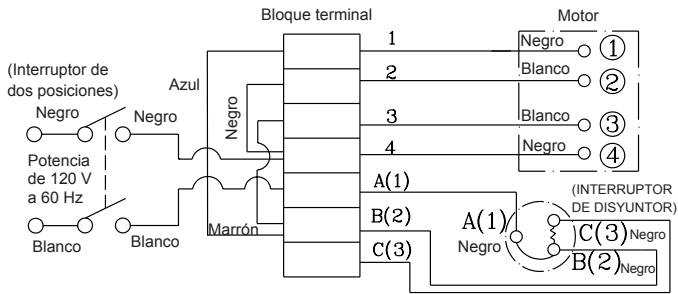 Bloque terminal
Motor
(Interruptor de
dos posiciones)
Azul
Negro
Negro
Negro
Potencia
de 120 V
a 60 Hz
Blanco
Blanco
Marrón
1
2
3
4
A(1)
B(2)
C(3)
Negro
1
Blanco
2
Blanco
3
Negro
4
(INTERRUPTOR
DE DISYUNTOR)
A(1)
Negro
C(3) Negro
B(2) Negro